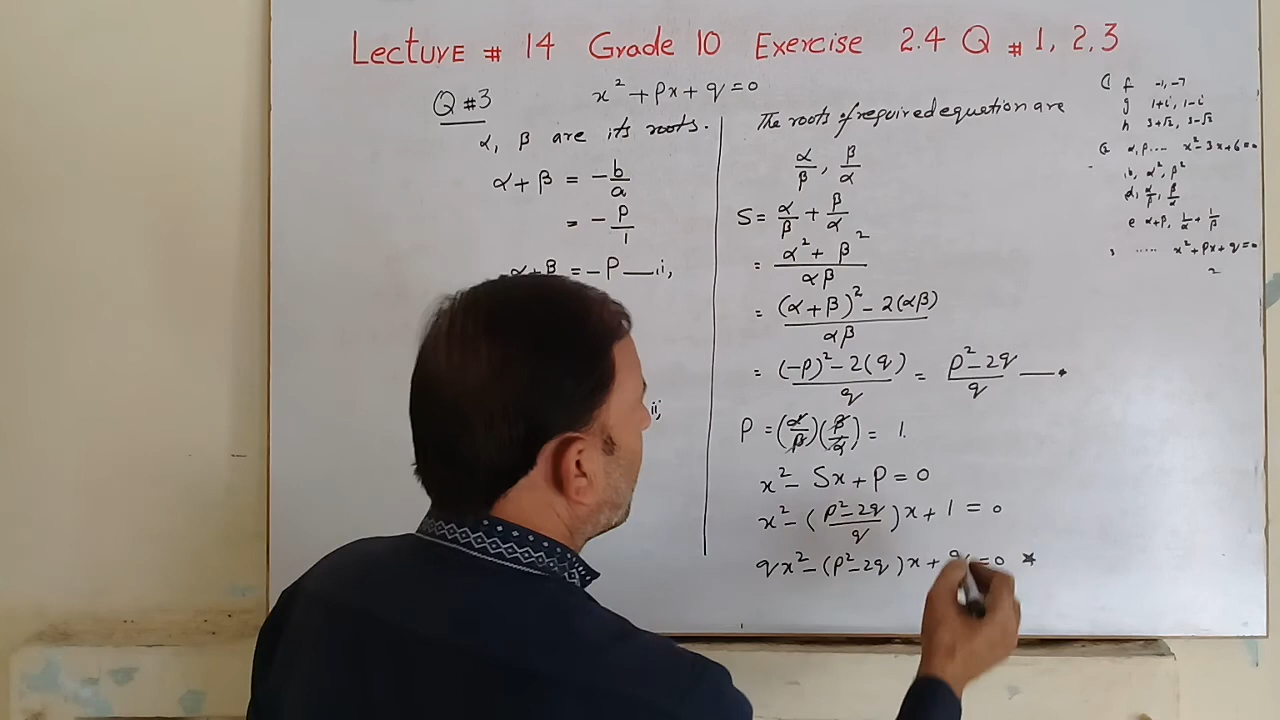 Lecture # 14 Grade 10 Exercise 2.4 Q # 1, 2, 3
Q #3
x² + px + q = 0
α, β are its roots.
α + β = -b/a
= -P/1
α+β = -P —— i,
ii,
The roots of required equation are
α/β , β/α
S = α/β + β/α
= (α² + β²)/αβ
= ((α+β)² - 2(αβ))/αβ
= ((-P)² - 2(q))/q = (P² - 2q)/q ——
P = (α/β)(β/α) = 1.
x² - Sx + P = 0
x² - ((P² - 2q)/q)x + 1 = 0
qx² - (P² - 2q)x + q = 0 *
f -1, -7
g 1+i, 1-i
h 3+√2, 3-√2
α, β .... x² - 3x + 6 = 0
b, α², β²
d, α/β, β/α
e α+β, 1/α + 1/β
3 ..... x² + px + q = 0
2